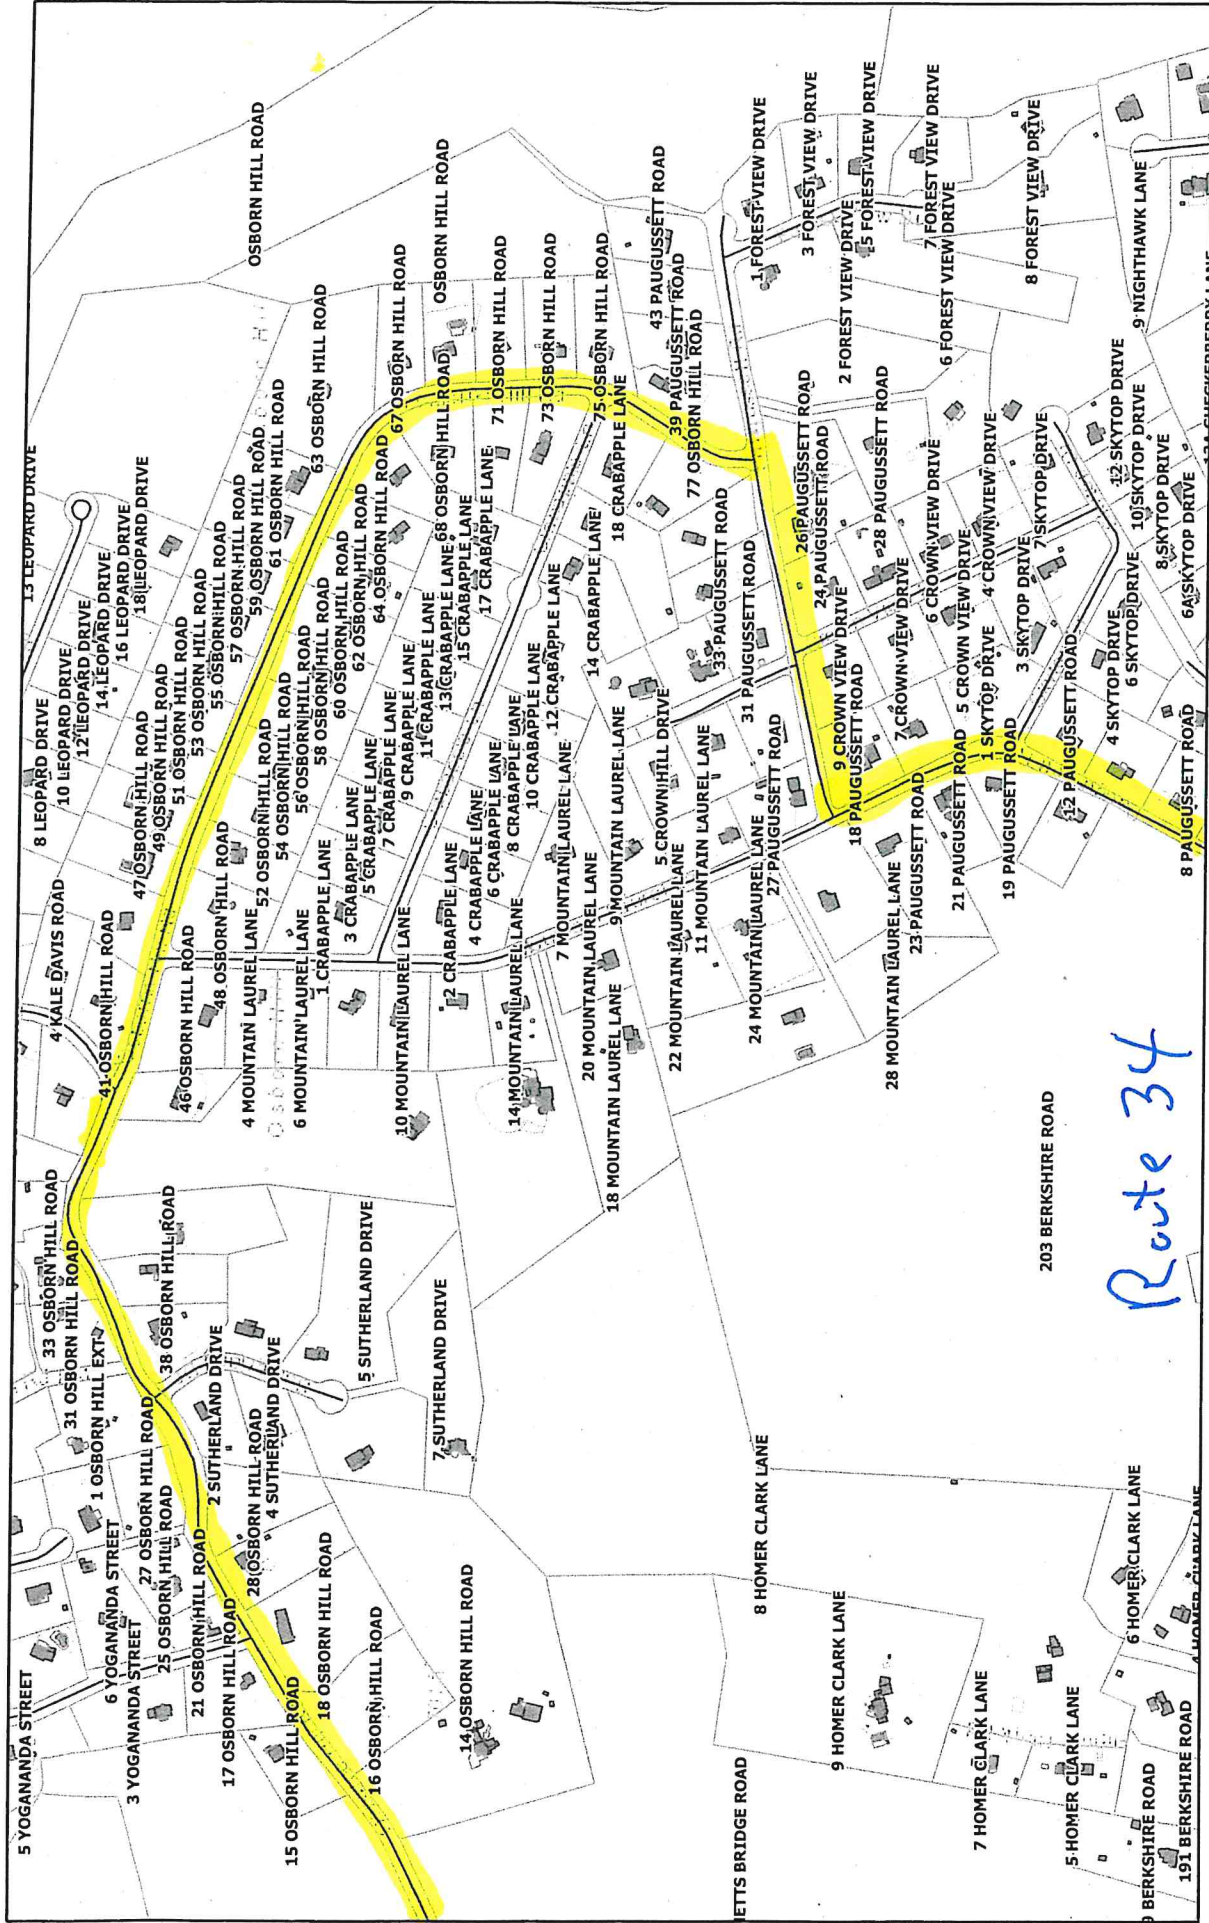 5 YOGANANDA STREET
6 YOGANANDA STREET
3 YOGANANDA STREET
1 OSBORN HILL EXT
33 OSBORN HILL ROAD
31 OSBORN HILL ROAD
27 OSBORN HILL ROAD
25 OSBORN HILL ROAD
21 OSBORN HILL ROAD
17 OSBORN HILL ROAD
15 OSBORN HILL ROAD
38 OSBORN HILL ROAD
2 SUTHERLAND DRIVE
28 OSBORN HILL ROAD
4 SUTHERLAND DRIVE
18 OSBORN HILL ROAD
16 OSBORN HILL ROAD
14 OSBORN HILL ROAD
5 SUTHERLAND DRIVE
7 SUTHERLAND DRIVE
4 KALE DAVIS ROAD
41 OSBORN HILL ROAD
46 OSBORN HILL ROAD
48 OSBORN HILL ROAD
4 MOUNTAIN LAUREL LANE
6 MOUNTAIN LAUREL LANE
10 MOUNTAIN LAUREL LANE
14 MOUNTAIN LAUREL LANE
8 LEOPARD DRIVE
10 LEOPARD DRIVE
12 LEOPARD DRIVE
14 LEOPARD DRIVE
16 LEOPARD DRIVE
18 LEOPARD DRIVE
13 LEOPARD DRIVE
47 OSBORN HILL ROAD
49 OSBORN HILL ROAD
51 OSBORN HILL ROAD
53 OSBORN HILL ROAD
55 OSBORN HILL ROAD
57 OSBORN HILL ROAD
59 OSBORN HILL ROAD
61 OSBORN HILL ROAD
63 OSBORN HILL ROAD
OSBORN HILL ROAD
52 OSBORN HILL ROAD
54 OSBORN HILL ROAD
56 OSBORN HILL ROAD
58 OSBORN HILL ROAD
60 OSBORN HILL ROAD
62 OSBORN HILL ROAD
64 OSBORN HILL ROAD
67 OSBORN HILL ROAD
68 OSBORN HILL ROAD
OSBORN HILL ROAD
71 OSBORN HILL ROAD
73 OSBORN HILL ROAD
75 OSBORN HILL ROAD
77 OSBORN HILL ROAD
1 CRABAPPLE LANE
3 CRABAPPLE LANE
5 CRABAPPLE LANE
7 CRABAPPLE LANE
9 CRABAPPLE LANE
11 CRABAPPLE LANE
13 CRABAPPLE LANE
15 CRABAPPLE LANE
17 CRABAPPLE LANE
2 CRABAPPLE LANE
4 CRABAPPLE LANE
6 CRABAPPLE LANE
8 CRABAPPLE LANE
10 CRABAPPLE LANE
12 CRABAPPLE LANE
14 CRABAPPLE LANE
18 CRABAPPLE LANE
7 MOUNTAIN LAUREL LANE
20 MOUNTAIN LAUREL LANE
9 MOUNTAIN LAUREL LANE
18 MOUNTAIN LAUREL LANE
5 CROWNHILL DRIVE
22 MOUNTAIN LAUREL LANE
11 MOUNTAIN LAUREL LANE
24 MOUNTAIN LAUREL LANE
27 PAUGUSSETT ROAD
31 PAUGUSSETT ROAD
33 PAUGUSSETT ROAD
39 PAUGUSSETT ROAD
43 PAUGUSSETT ROAD
1 FOREST VIEW DRIVE
3 FOREST VIEW DRIVE
5 FOREST VIEW DRIVE
7 FOREST VIEW DRIVE
2 FOREST VIEW DRIVE
6 FOREST VIEW DRIVE
8 FOREST VIEW DRIVE
26 PAUGUSSETT ROAD
24 PAUGUSSETT ROAD
28 PAUGUSSETT ROAD
9 CROWN VIEW DRIVE
18 PAUGUSSETT ROAD
7 CROWN VIEW DRIVE
6 CROWN VIEW DRIVE
5 CROWN VIEW DRIVE
4 CROWN VIEW DRIVE
28 MOUNTAIN LAUREL LANE
23 PAUGUSSETT ROAD
21 PAUGUSSETT ROAD
19 PAUGUSSETT ROAD
1 SKYTOP DRIVE
3 SKYTOP DRIVE
7 SKYTOP DRIVE
12 PAUGUSSETT ROAD
4 SKYTOP DRIVE
6 SKYTOP DRIVE
12 SKYTOP DRIVE
10 SKYTOP DRIVE
8 SKYTOP DRIVE
6A SKYTOP DRIVE
8 PAUGUSSETT ROAD
9 NIGHTHAWK LANE
203 BERKSHIRE ROAD
8 HOMER CLARK LANE
9 HOMER CLARK LANE
7 HOMER CLARK LANE
5 HOMER CLARK LANE
6 HOMER CLARK LANE
4 HOMER CLARK LANE
ETTS BRIDGE ROAD
9 BERKSHIRE ROAD
191 BERKSHIRE ROAD
Route 34